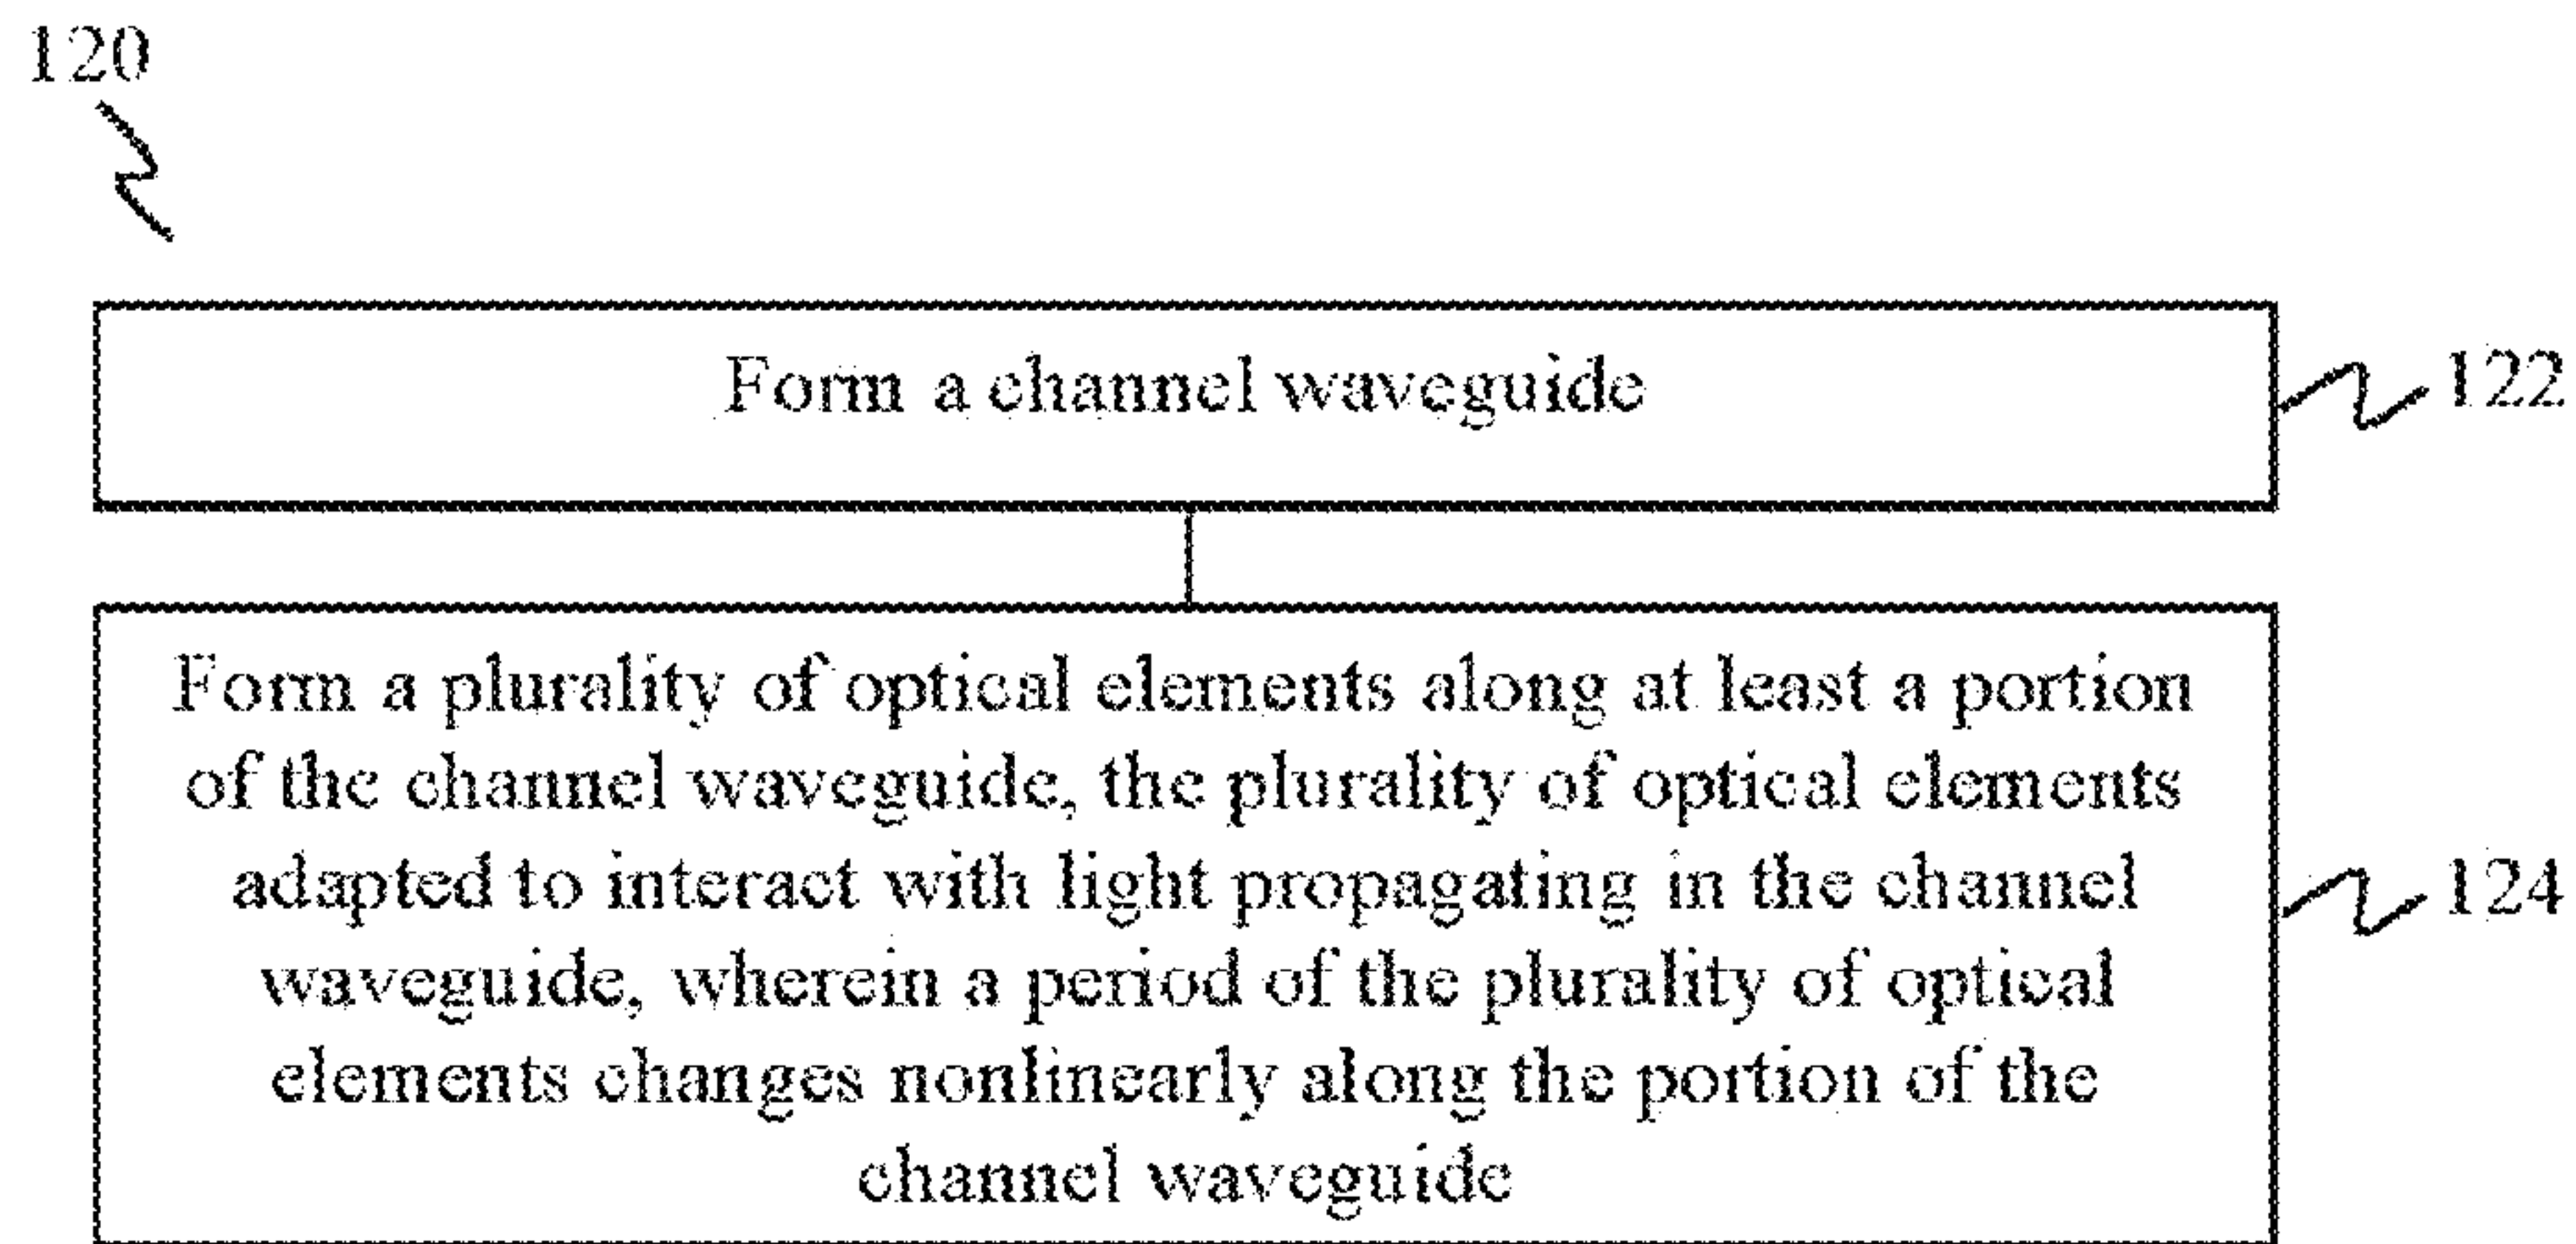 120
Form a channel waveguide
122
Form a plurality of optical elements along at least a portion
of the channel waveguide, the plurality of optical elements
adapted to interact with light propagating in the channel
waveguide, wherein a period of the plurality of optical
elements changes nonlinearly along the portion of the
channel waveguide
124